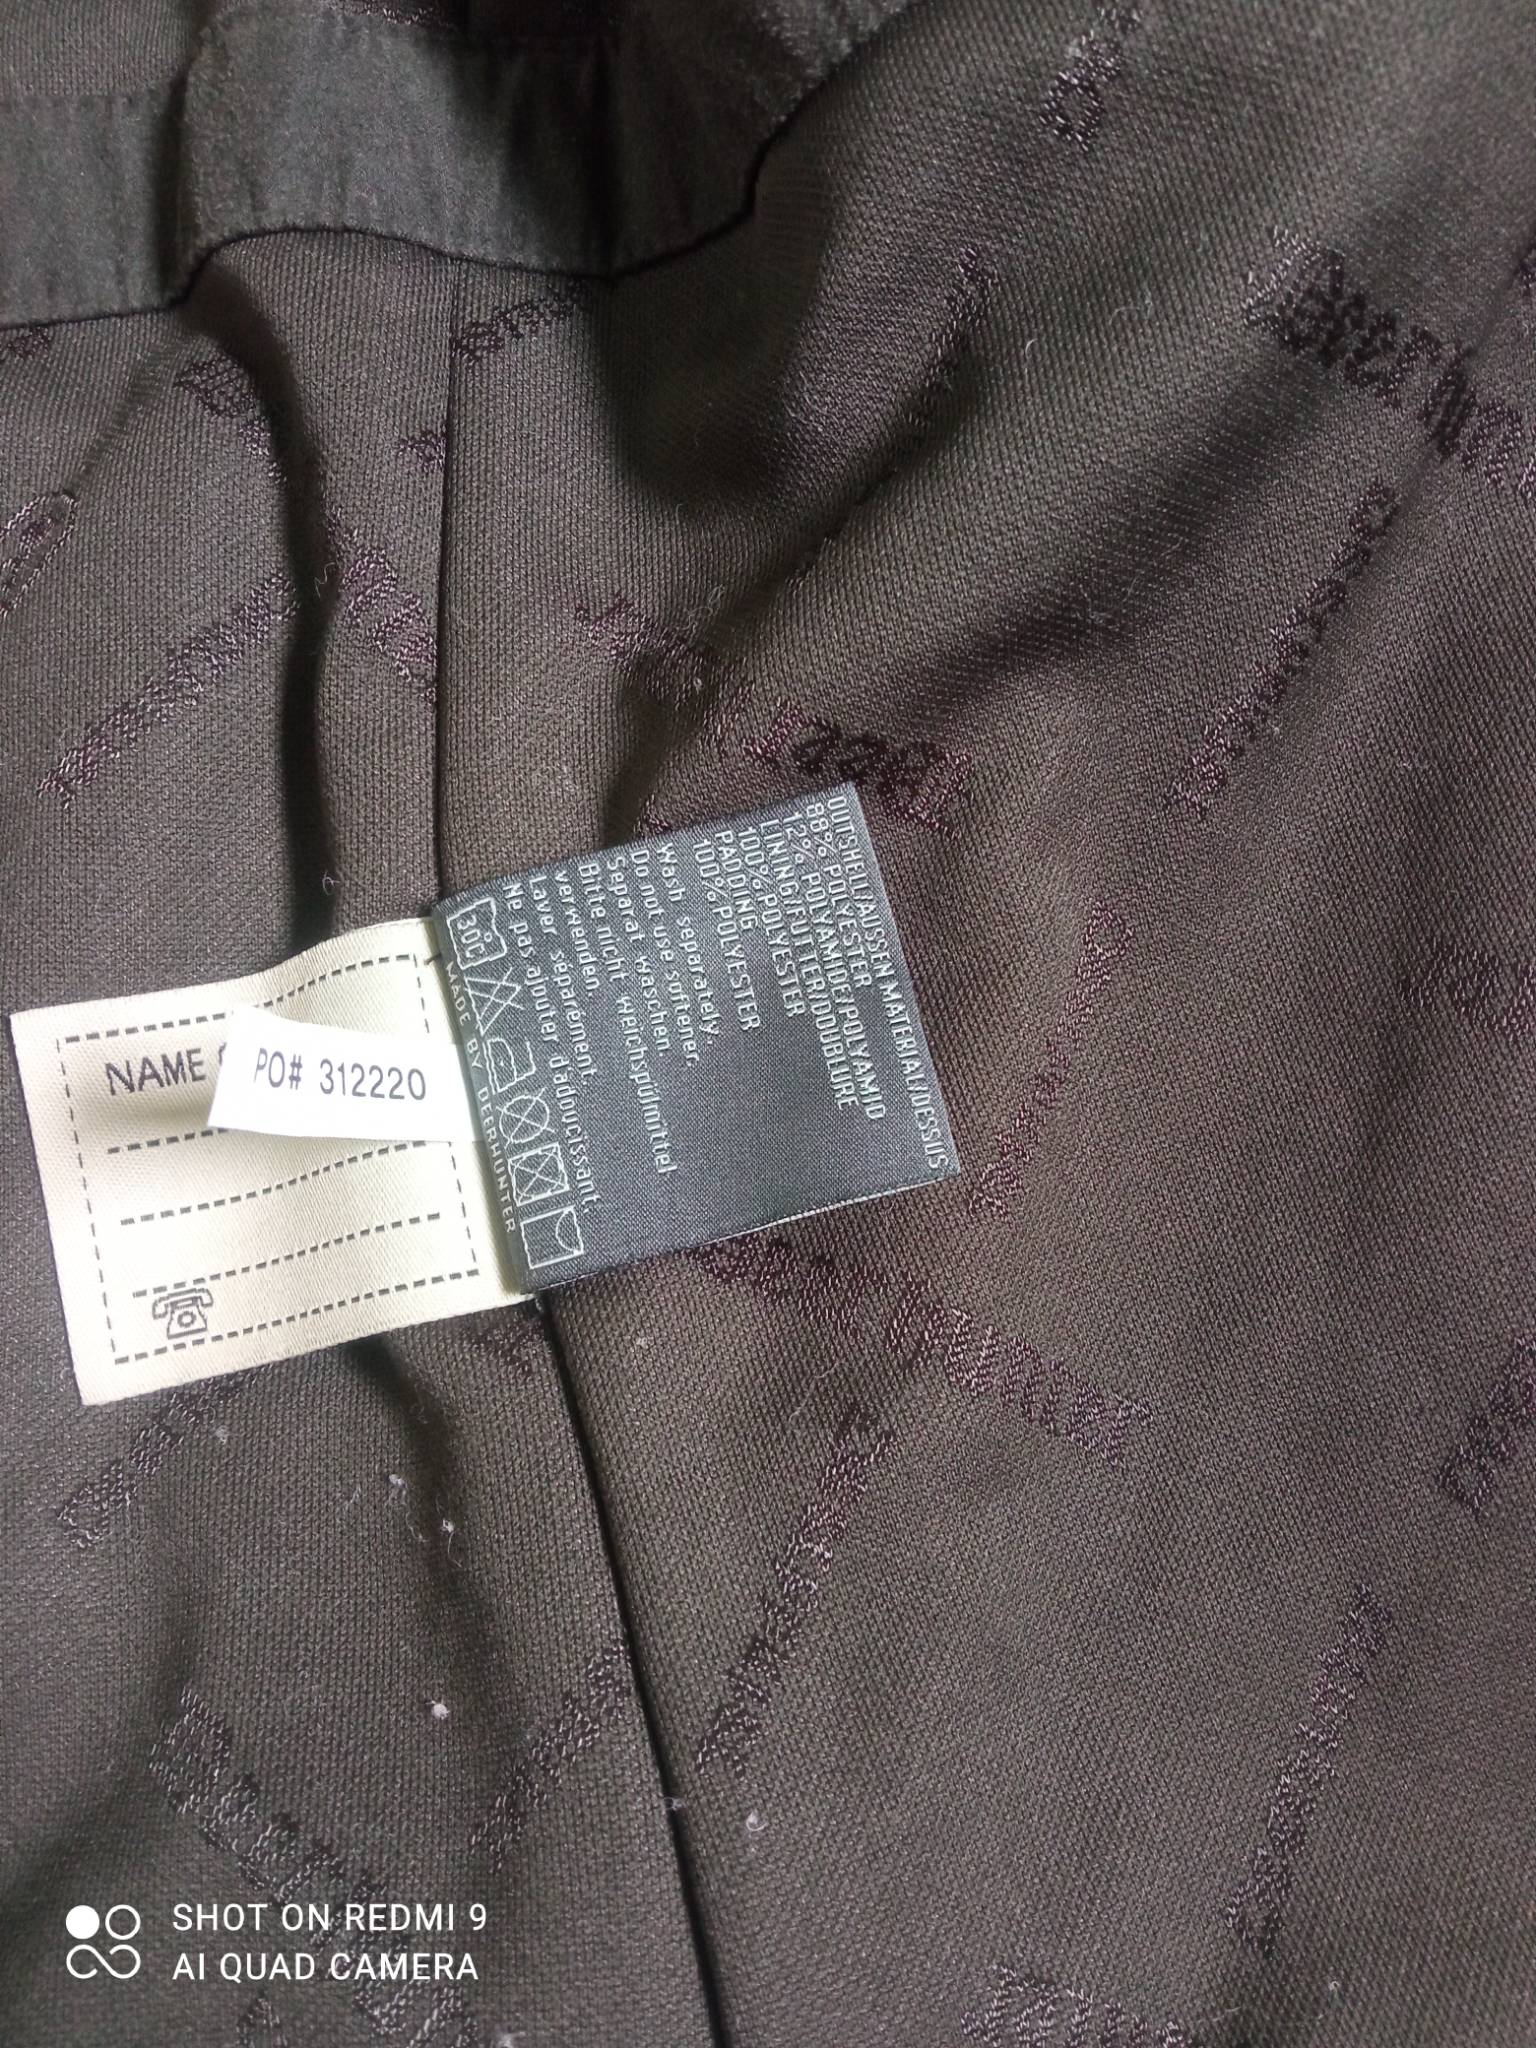 OUTSHELL/AUSSEN MATERIAL/DESSUS
88% POLYESTER
12% POLYAMIDE/POLYAMID
LINING/FUTTER/DOUBLURE
100%POLYESTER
PADDING
100%POLYESTER
Wash separately.
Do not use softener.
Separat waschen.
Bitte nicht weichspülmittel
verwenden.
Laver separément.
Ne pas ajouter d'adoucissant.
30C
MADE BY DEERHUNTER
NAME
PO# 312220
SHOT ON REDMI 9
AI QUAD CAMERA